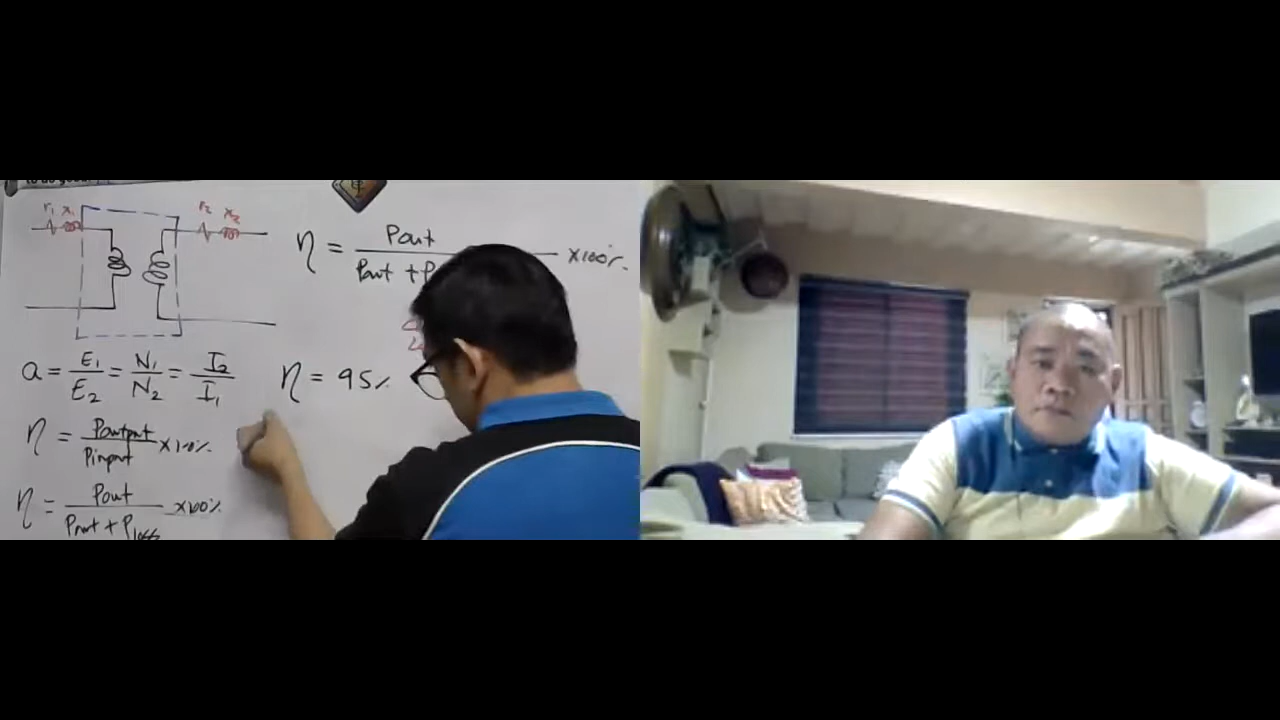 r₁ x₁
r₂ x₂
η = Pout / Pout + P x100%
a = E₁/E₂ = N₁/N₂ = I₂/I₁
η = 95%
η = Poutput / Pinput x100%
η = Pout / Pout + Ploss x100%